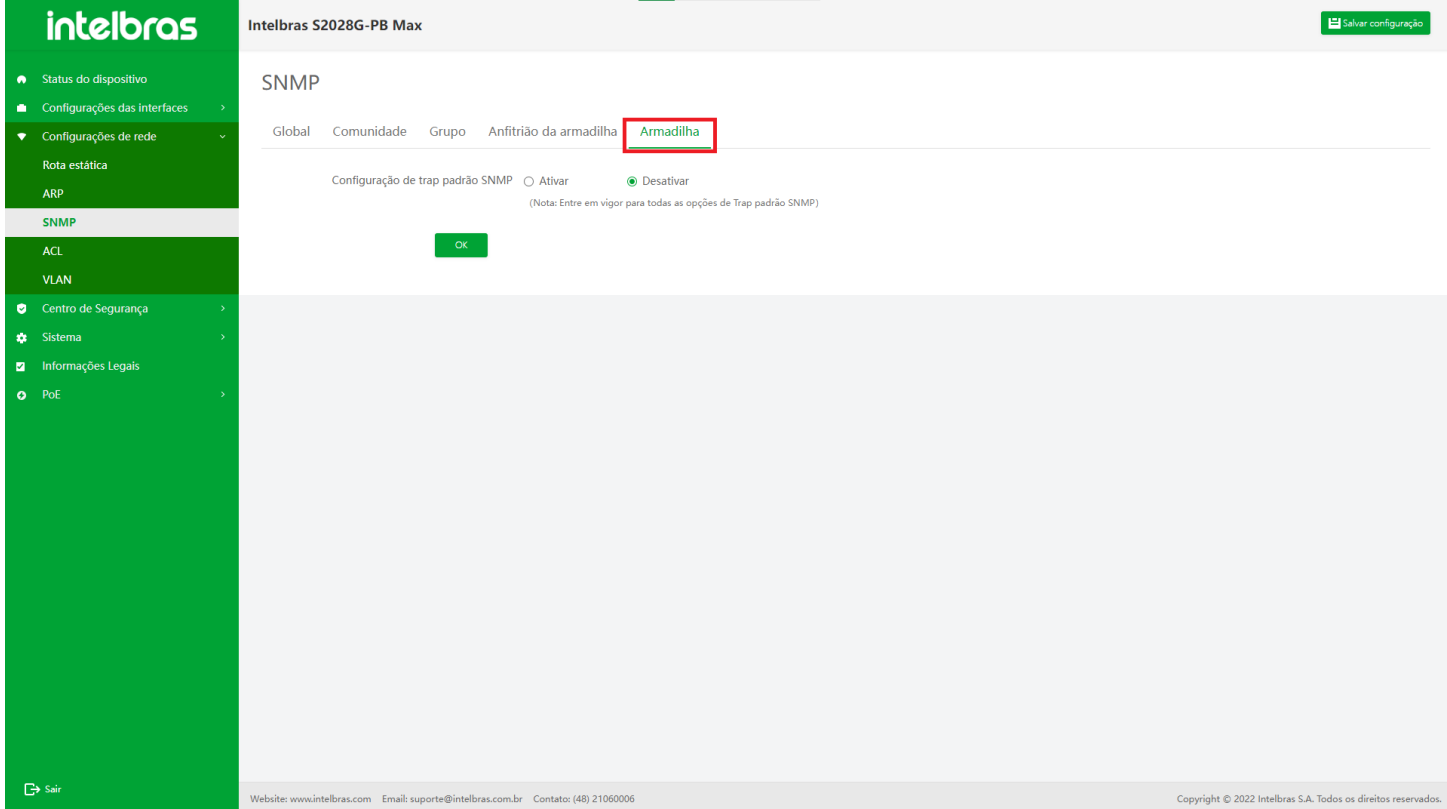 intelbras
Intelbras S2028G-PB Max
Salvar configuração
Status do dispositivo
Configurações das interfaces
Configurações de rede
Rota estática
ARP
SNMP
ACL
VLAN
Centro de Segurança
Sistema
Informações Legais
PoE
Sair
SNMP
Global Comunidade Grupo Anfitrião da armadilha Armadilha
Configuração de trap padrão SNMP Ativar Desativar
(Nota: Entre em vigor para todas as opções de Trap padrão SNMP)
OK
Website: www.intelbras.com Email: suporte@intelbras.com.br Contato: (48) 21060006
Copyright © 2022 Intelbras S.A. Todos os direitos reservados.